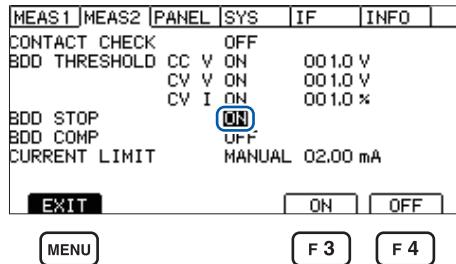 MEAS1 MEAS2 PANEL SYS IF INFO
CONTACT CHECK OFF
BDD THRESHOLD CC V ON 001.0 V
CV V ON 001.0 V
CV I ON 001.0 %
BDD STOP ON
BDD COMP OFF
CURRENT LIMIT MANUAL 02.00 mA
EXIT ON OFF
MENU F 3 F 4